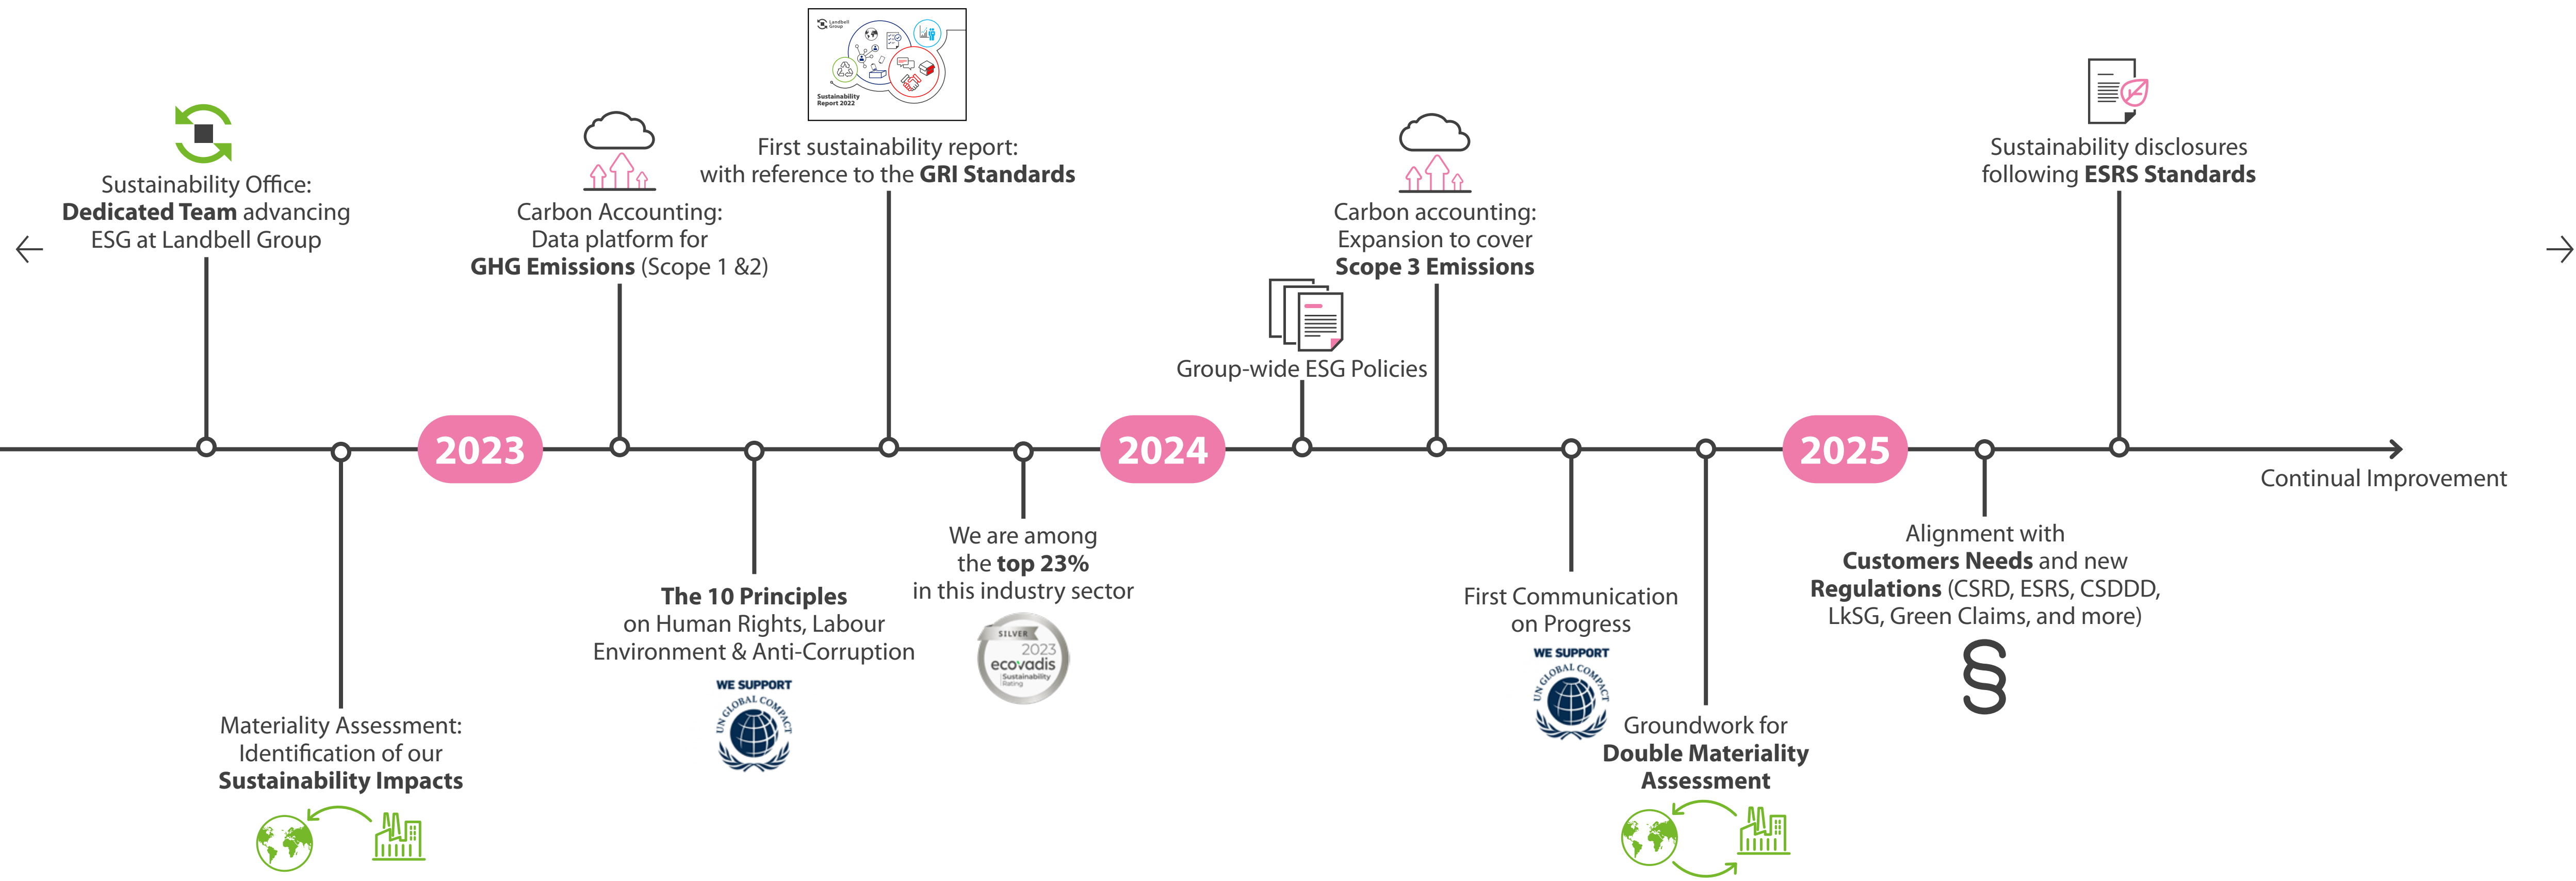 Landbell
Group
Sustainability
Report 2022
Sustainability Office:
Dedicated Team advancing
ESG at Landbell Group
Carbon Accounting:
Data platform for
GHG Emissions (Scope 1 &2)
First sustainability report:
with reference to the GRI Standards
Group-wide ESG Policies
Carbon accounting:
Expansion to cover
Scope 3 Emissions
Sustainability disclosures
following ESRS Standards
2023
2024
2025
Continual Improvement
Materiality Assessment:
Identification of our
Sustainability Impacts
The 10 Principles
on Human Rights, Labour
Environment & Anti-Corruption
WE SUPPORT
UN GLOBAL COMPACT
We are among
the top 23%
in this industry sector
SILVER
2023
ecovadis
Sustainability
Rating
First Communication
on Progress
WE SUPPORT
UN GLOBAL COMPACT
Groundwork for
Double Materiality
Assessment
Alignment with
Customers Needs and new
Regulations (CSRD, ESRS, CSDDD,
LkSG, Green Claims, and more)
§